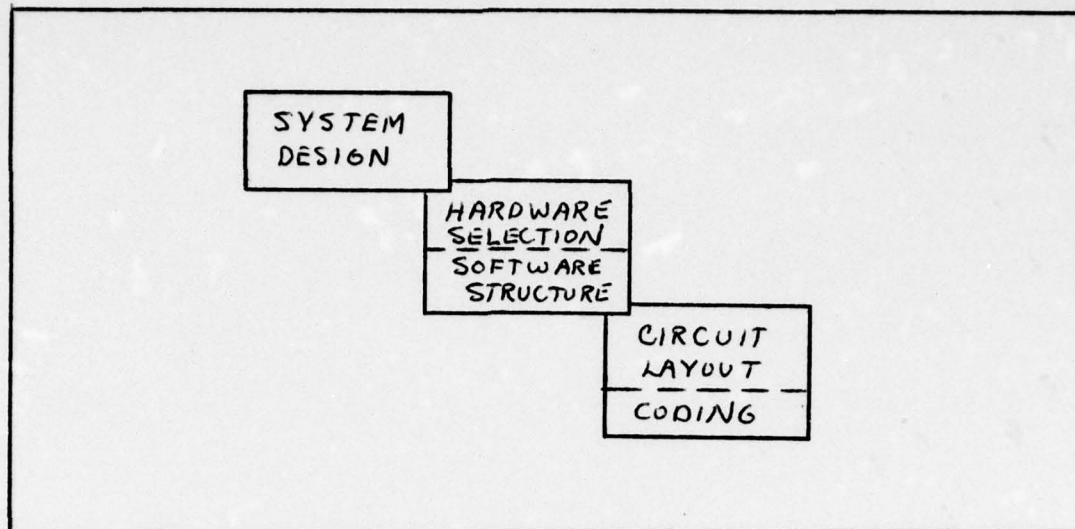 SYSTEM
DESIGN
HARDWARE
SELECTION
SOFTWARE
STRUCTURE
CIRCUIT
LAYOUT
CODING